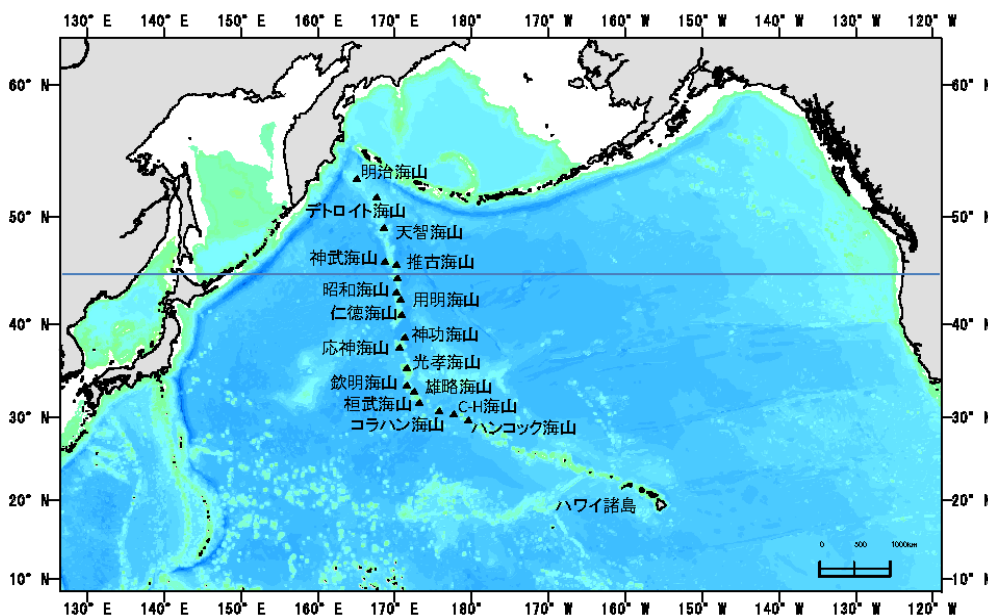 130° E 140° E 150° E 160° E 170° E 180° W 170° W 160° W 150° W 140° W 130° W 120° W
60° N 60° N
明治海山
デトロイト海山
50° N 50° N
天智海山
神武海山 推古海山
昭和海山 用明海山
仁徳海山
40° N 40° N
神功海山
応神海山
光孝海山
欽明海山 雄略海山
桓武海山 C-H海山
30° N 30° N
コラハン海山 ハンコック海山
20° N 20° N
ハワイ諸島
0 500 1000km
10° N 10° N
130° E 140° E 150° E 160° E 170° E 180° W 170° W 160° W 150° W 140° W 130° W 120° W